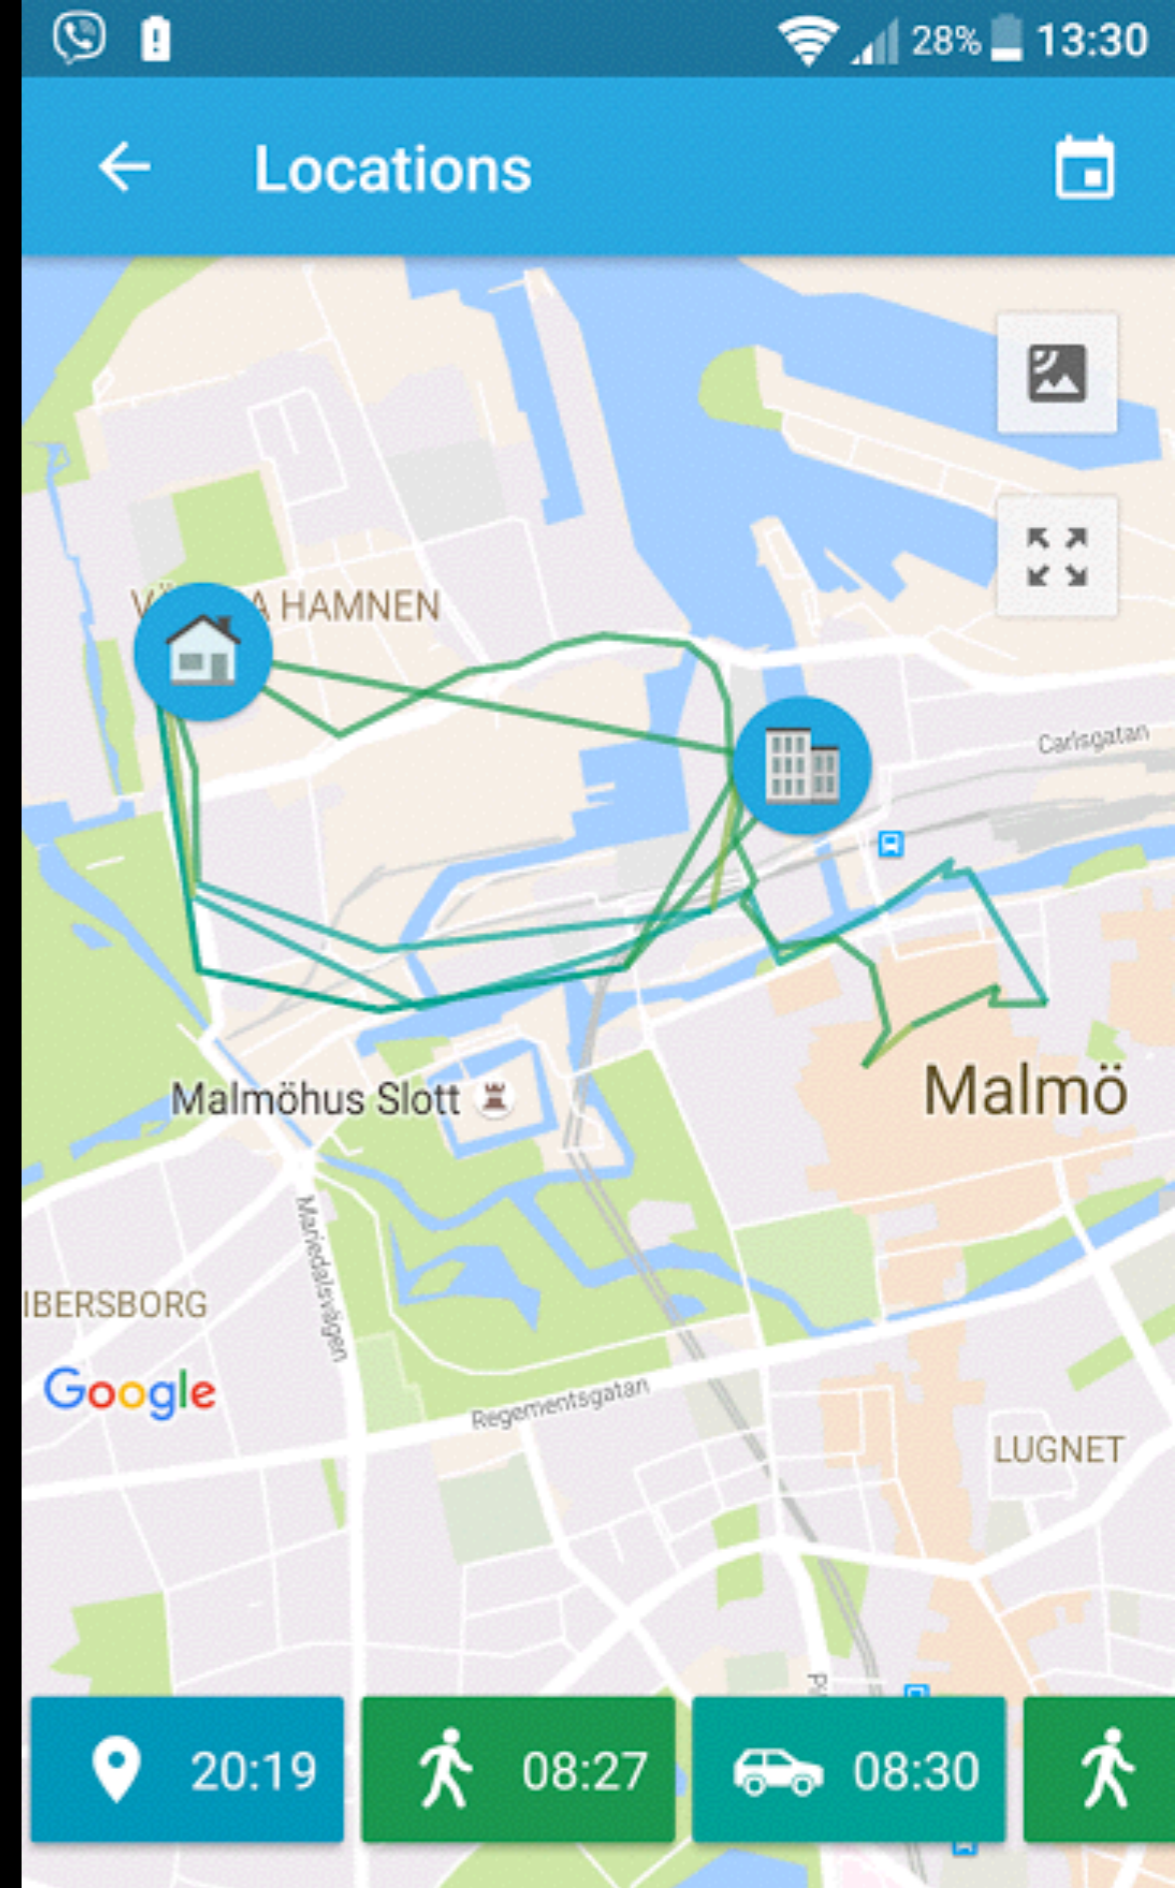 28% 13:30
Locations
HAMNEN
Carlsgatan
Malmö
Malmöhus Slott
Mariedalsvägen
IBERSBORG
Google
Regementsgatan
LUGNET
20:19 08:27 08:30